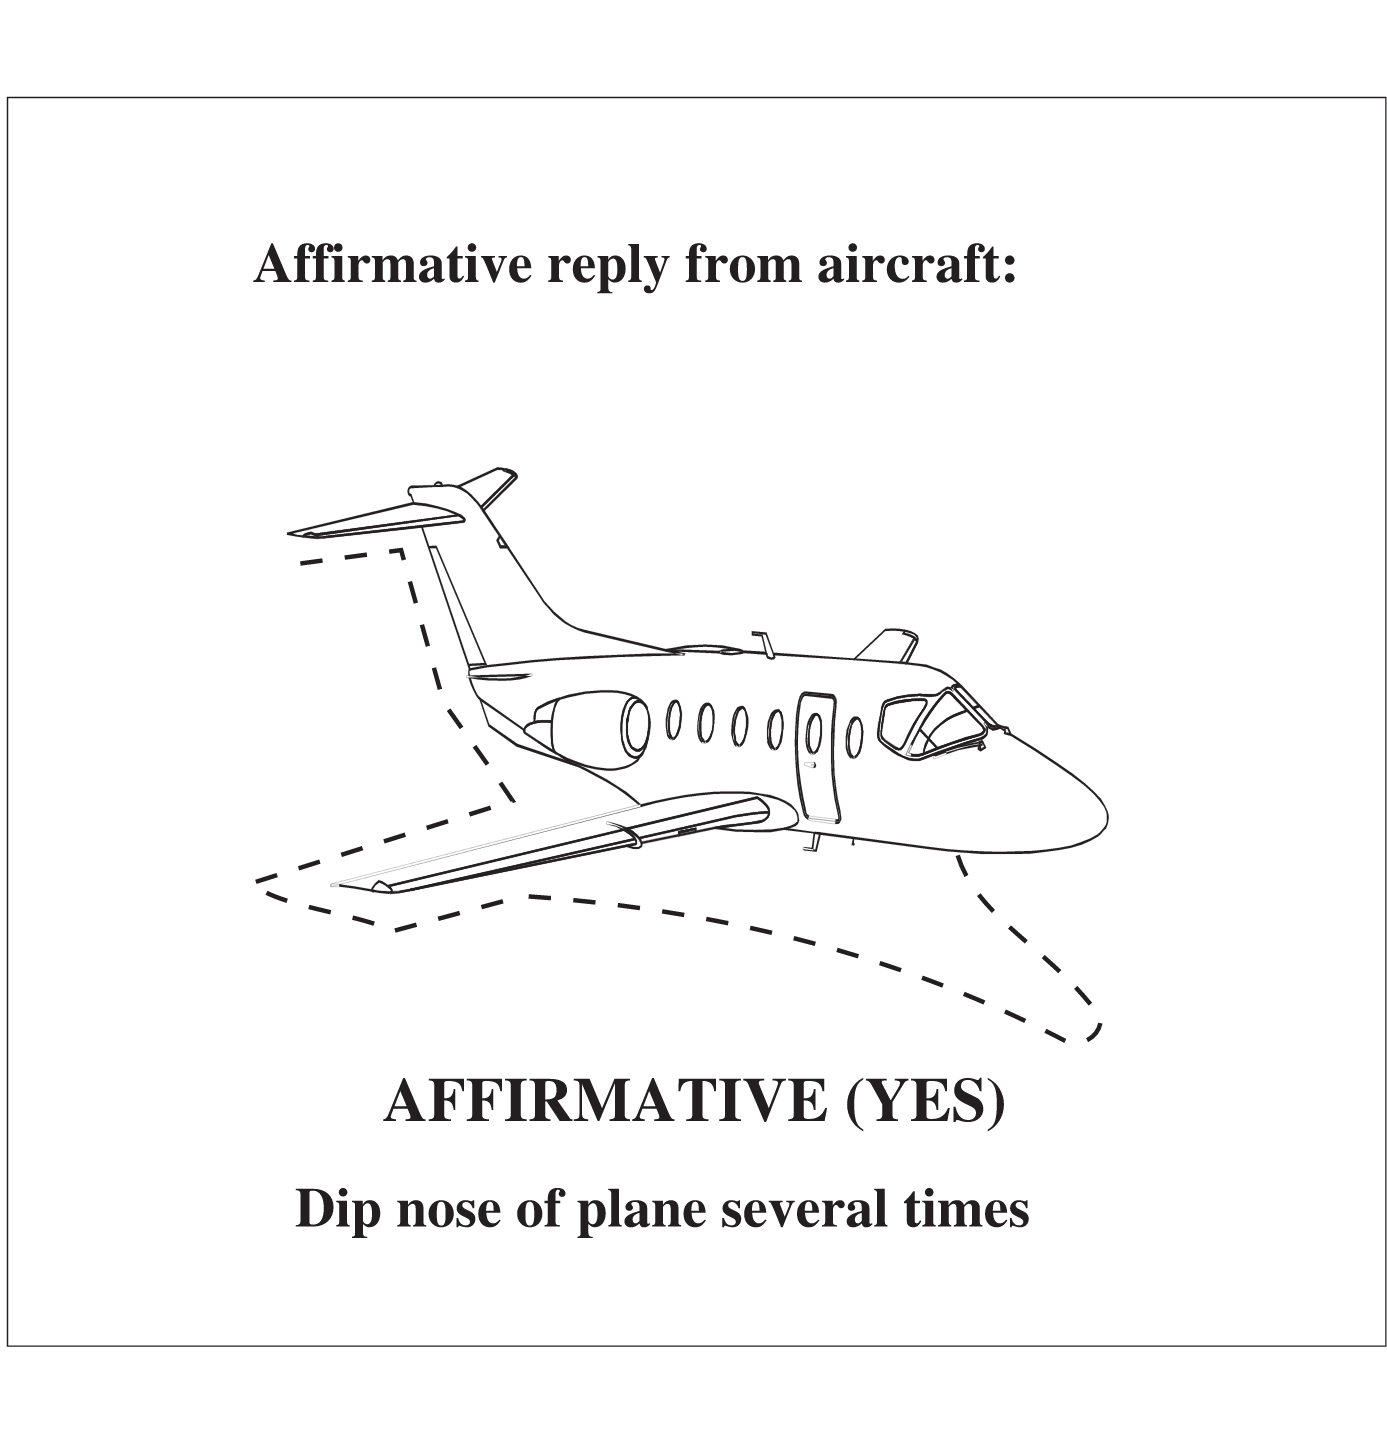 Affirmative reply from aircraft:
AFFIRMATIVE (YES)
Dip nose of plane several times